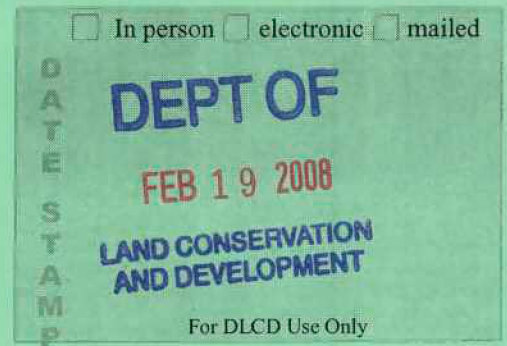 ☐ In person ☐ electronic ☐ mailed
DATE STAMP
DEPT OF
FEB 19 2008
LAND CONSERVATION
AND DEVELOPMENT
For DLCD Use Only